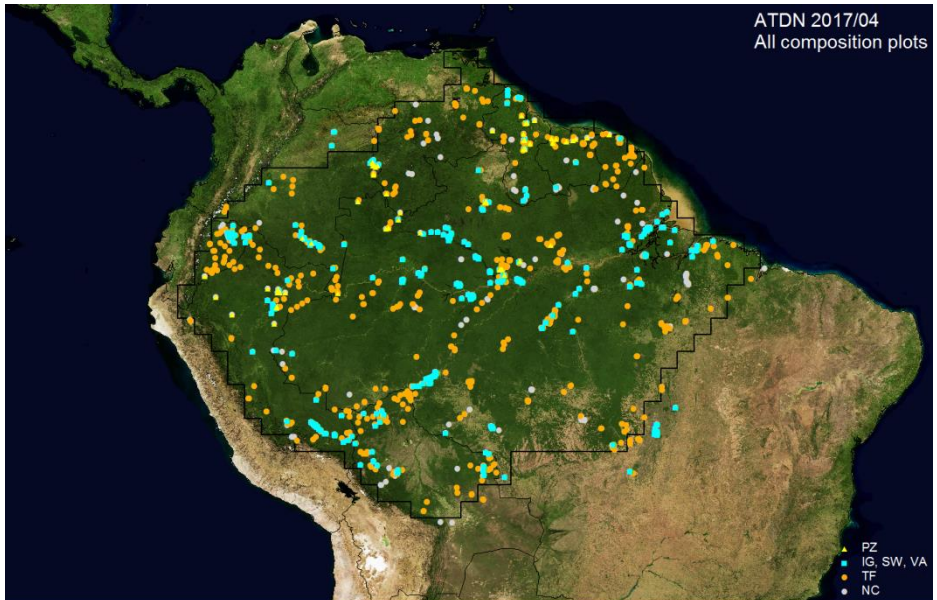 ATDN 2017/04
All composition plots
PZ
IG, SW, VA
TF
NC